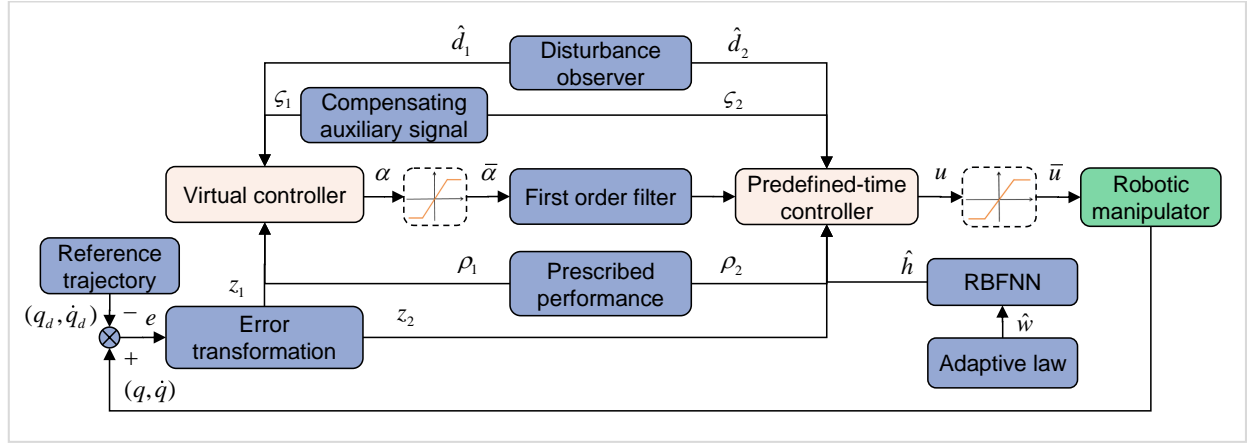 d̂₁
Disturbance
observer
d̂₂
ς₁
Compensating
auxiliary signal
ς₂
Virtual controller
α
ᾱ
First order filter
Predefined-time
controller
u
ū
Robotic
manipulator
Reference
trajectory
z₁
ρ₁
Prescribed
performance
ρ₂
ĥ
RBFNN
(q_d, q̇_d)
−
e
+
Error
transformation
z₂
ŵ
Adaptive law
(q, q̇)